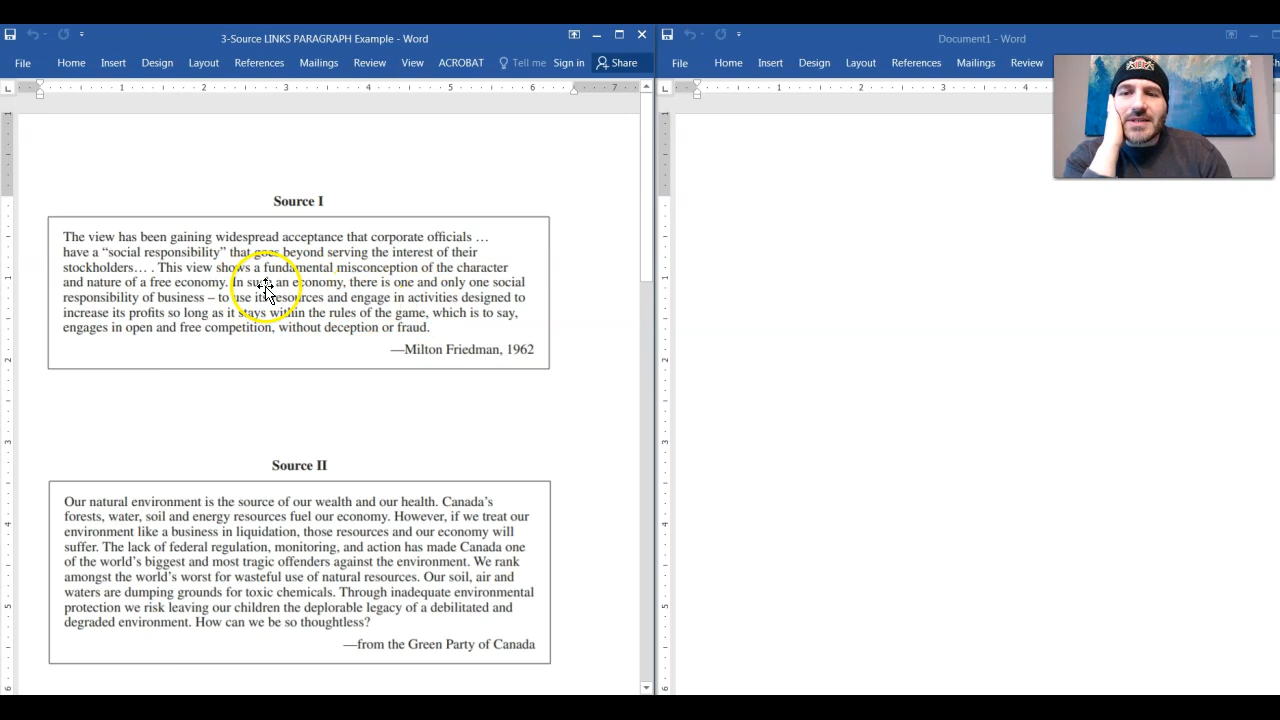 3-Source LINKS PARAGRAPH Example - Word
File Home Insert Design Layout References Mailings Review View ACROBAT Tell me Sign in Share
1 2 3 4 5 6 7
Source I
The view has been gaining widespread acceptance that corporate officials …
have a “social responsibility” that goes beyond serving the interest of their
stockholders… . This view shows a fundamental misconception of the character
and nature of a free economy. In such an economy, there is one and only one social
responsibility of business – to use its resources and engage in activities designed to
increase its profits so long as it stays within the rules of the game, which is to say,
engages in open and free competition, without deception or fraud.
—Milton Friedman, 1962
Source II
Our natural environment is the source of our wealth and our health. Canada’s
forests, water, soil and energy resources fuel our economy. However, if we treat our
environment like a business in liquidation, those resources and our economy will
suffer. The lack of federal regulation, monitoring, and action has made Canada one
of the world’s biggest and most tragic offenders against the environment. We rank
amongst the world’s worst for wasteful use of natural resources. Our soil, air and
waters are dumping grounds for toxic chemicals. Through inadequate environmental
protection we risk leaving our children the deplorable legacy of a debilitated and
degraded environment. How can we be so thoughtless?
—from the Green Party of Canada
Document1 - Word
File Home Insert Design Layout References Mailings Review
1 2 3 4